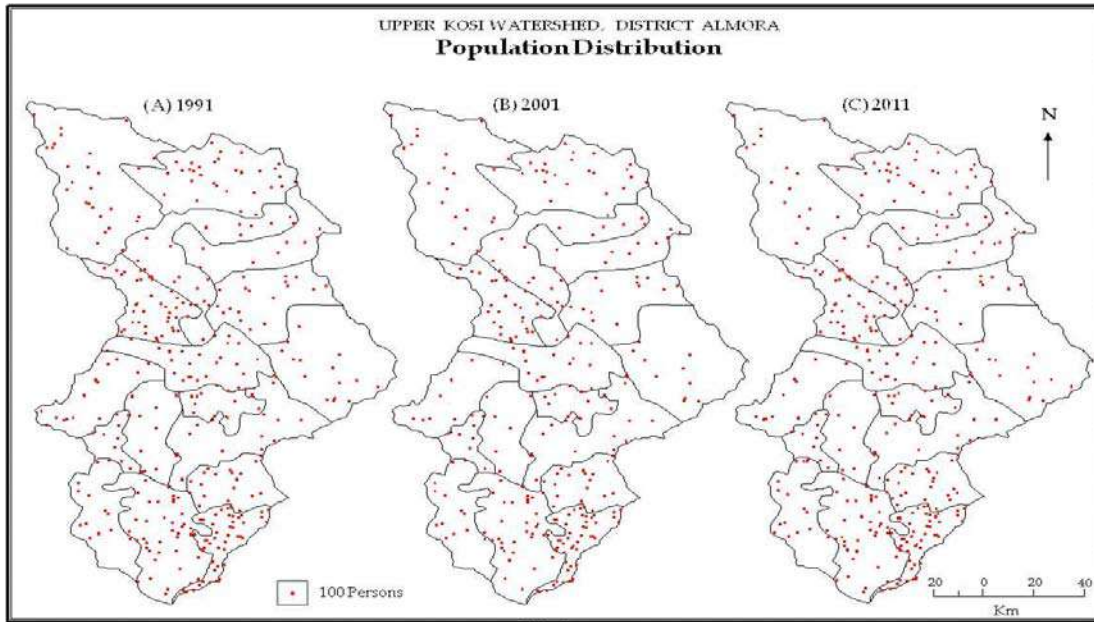 UPPER KOSI WATERSHED, DISTRICT ALMORA
Population Distribution
(A) 1991
(B) 2001
(C) 2011
N
100 Persons
20 0 20 40
Km